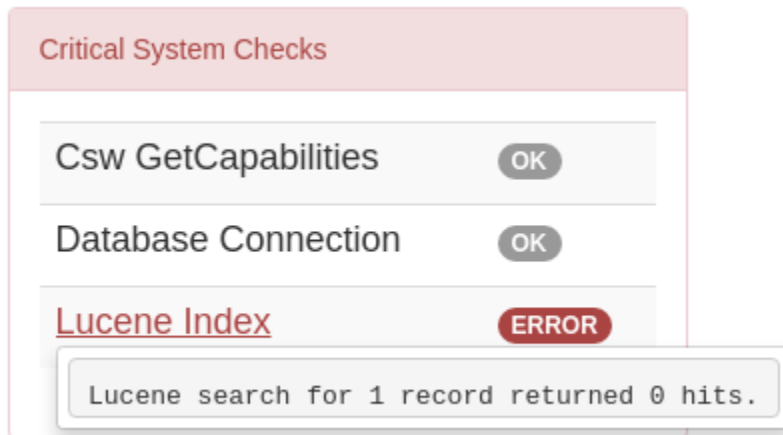 Critical System Checks
Csw GetCapabilities OK
Database Connection OK
Lucene Index ERROR
Lucene search for 1 record returned 0 hits.